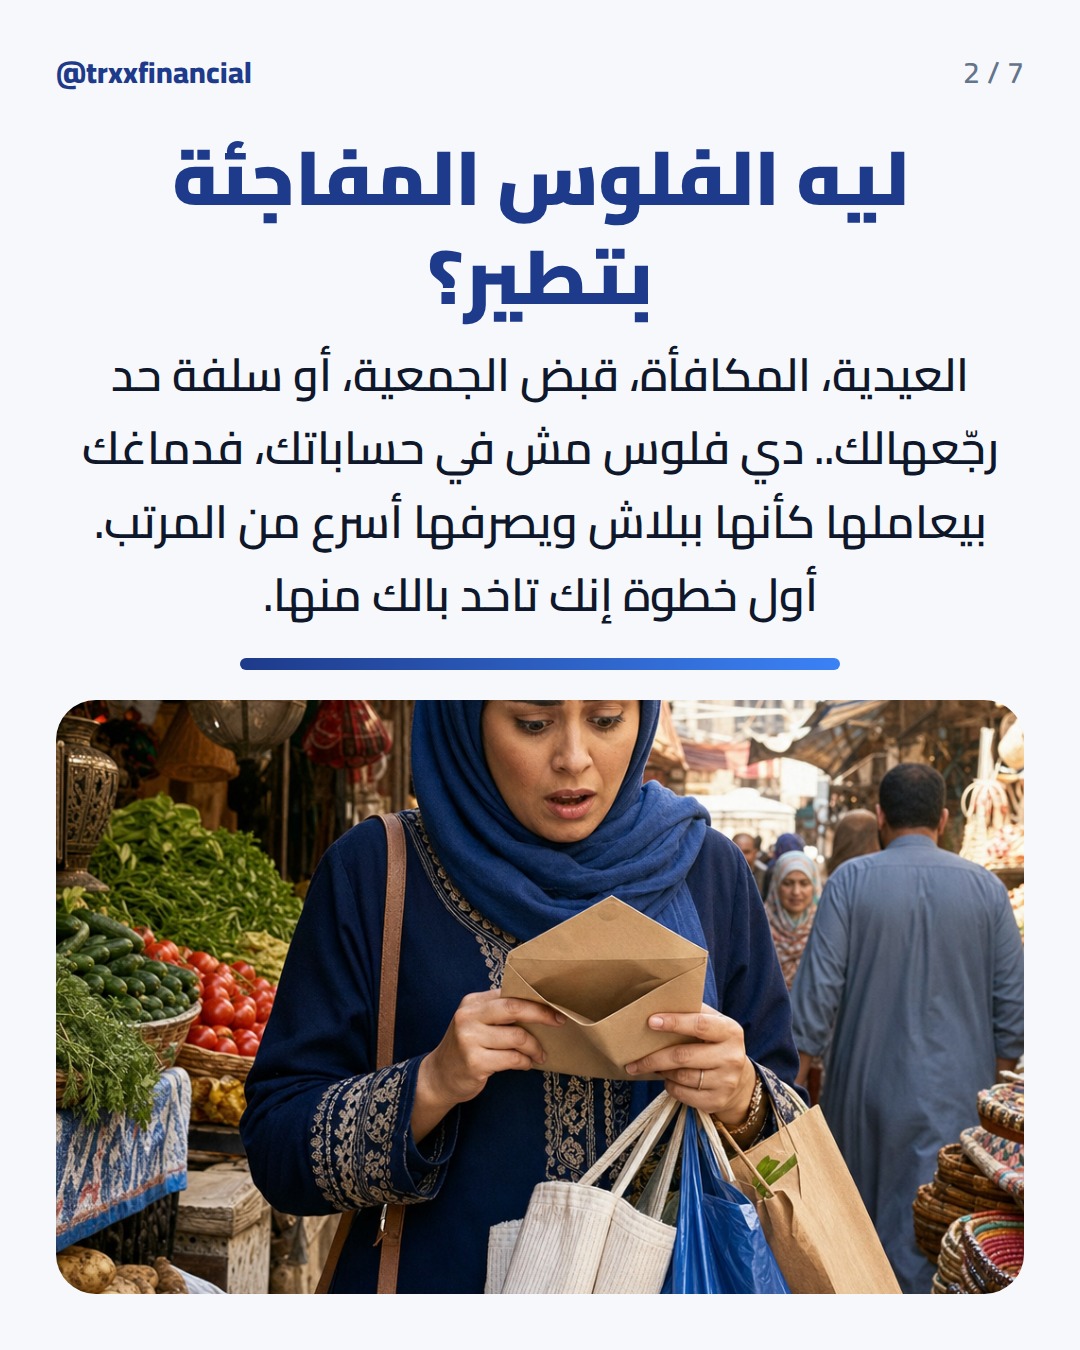 @trxxfinancial
2 / 7
ليه الفلوس المفاجئة
بتطير؟
العيدية، المكافأة، قبض الجمعية، أو سلفة حد
رجّعهالك.. دي فلوس مش في حساباتك، فدماغك
بيعاملها كأنها ببلاش ويصرفها أسرع من المرتب.
أول خطوة إنك تاخد بالك منها.